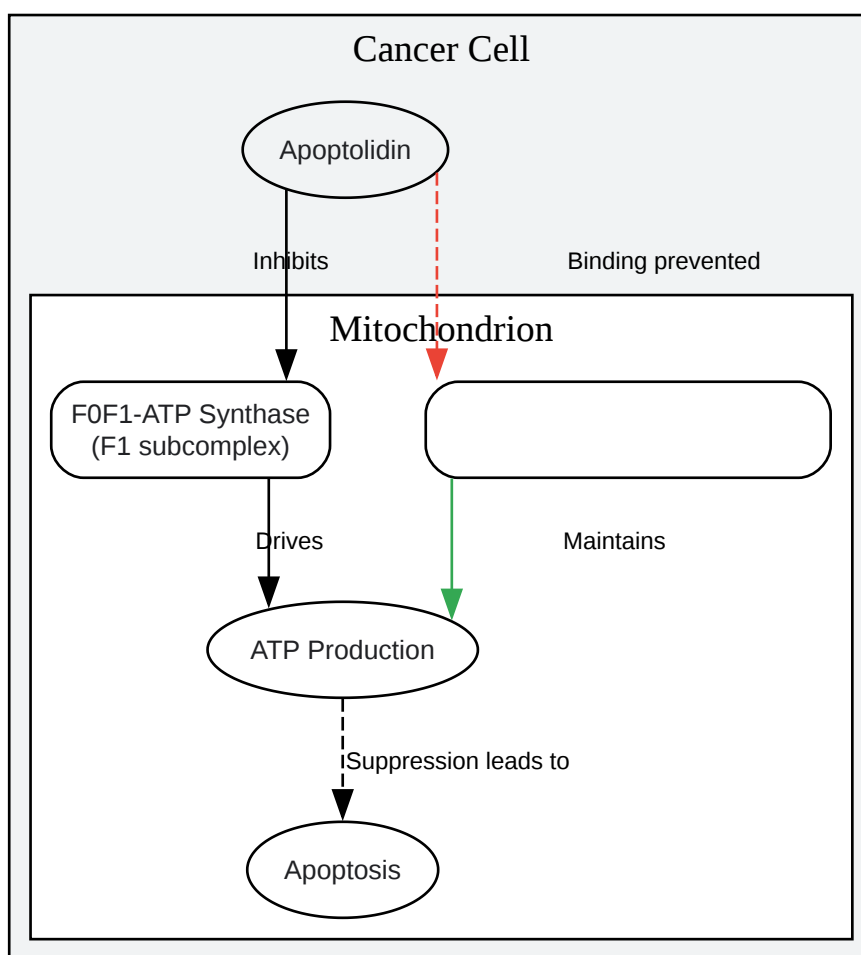 Cancer Cell
Apoptolidin
Inhibits
Binding prevented
Mitochondrion
F0F1-ATP Synthase
(F1 subcomplex)
Drives
Maintains
ATP Production
Suppression leads to
Apoptosis